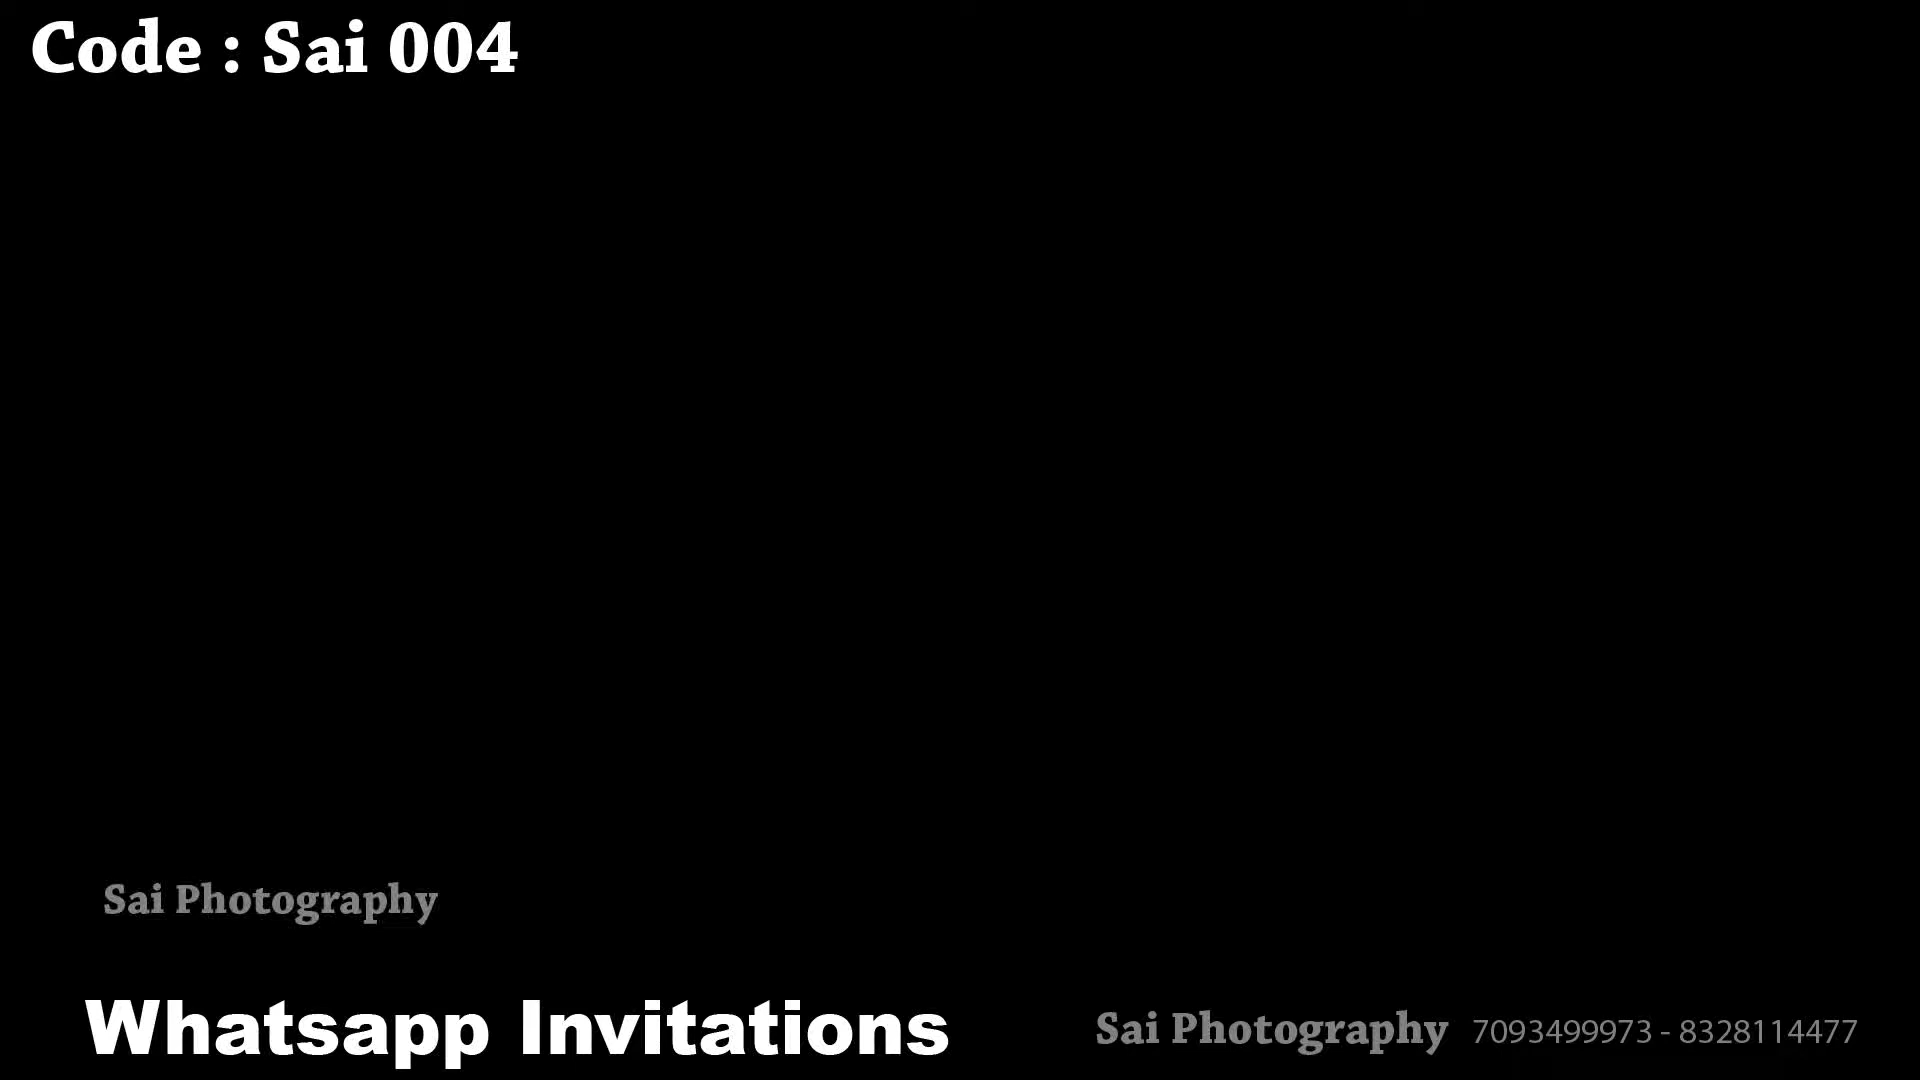 Code : Sai 004
Sai Photography
Whatsapp Invitations
Sai Photography 7093499973 - 8328114477